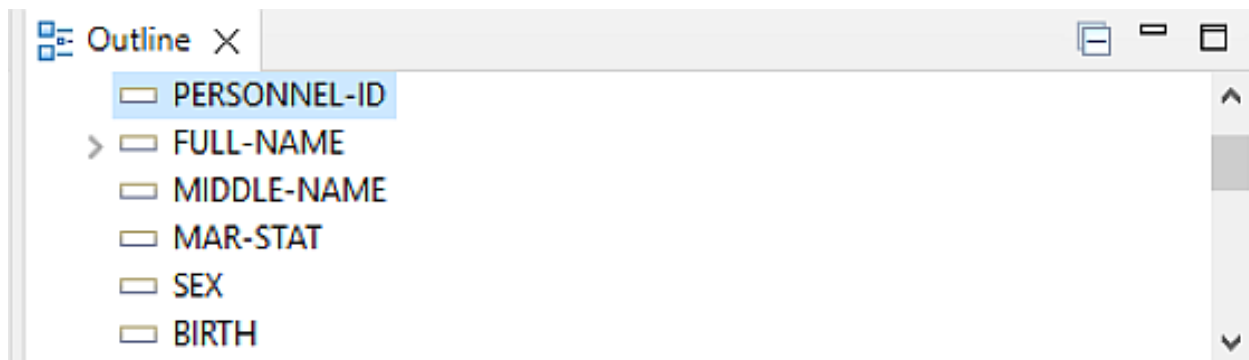 Outline
PERSONNEL-ID
FULL-NAME
MIDDLE-NAME
MAR-STAT
SEX
BIRTH